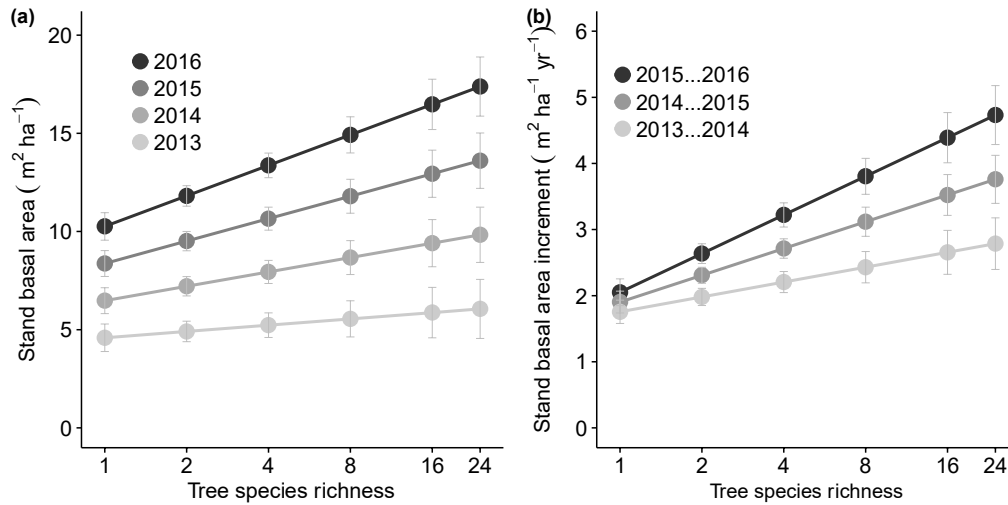 (a)
Stand basal area ( m² ha⁻¹)
20
15
10
5
0
2016
2015
2014
2013
1 2 4 8 16 24
Tree species richness
(b)
Stand basal area increment ( m² ha⁻¹ yr⁻¹)
6
5
4
3
2
1
0
2015...2016
2014...2015
2013...2014
1 2 4 8 16 24
Tree species richness